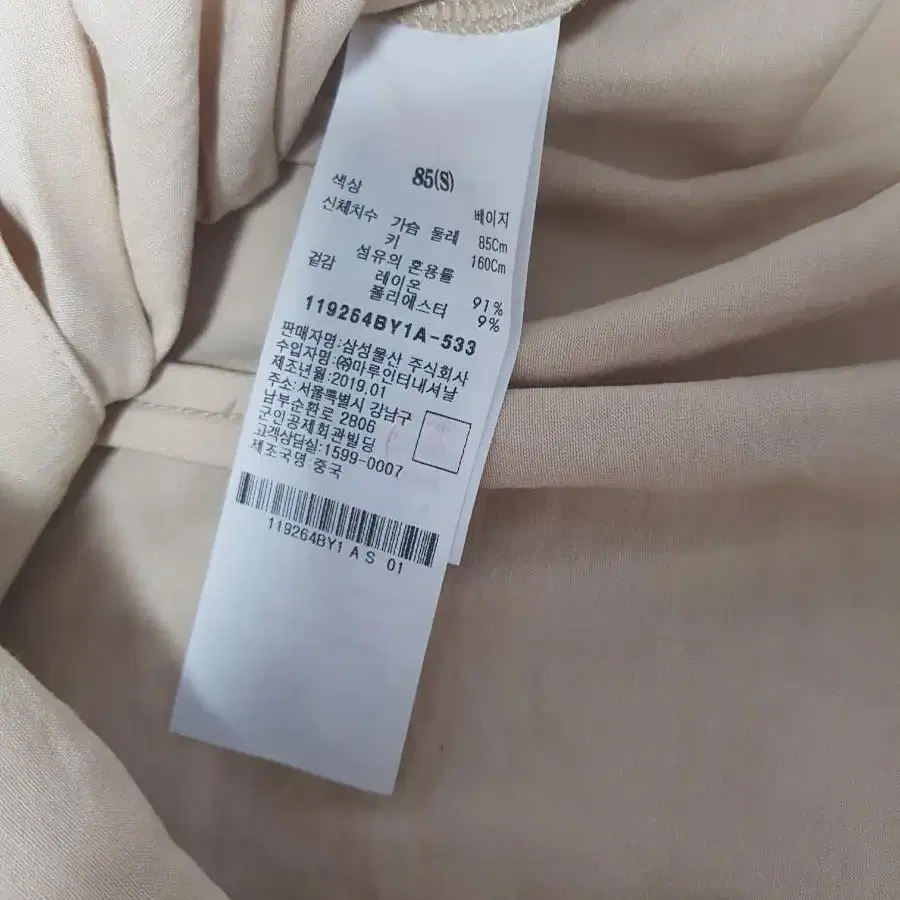 85(S)
색상 베이지
신체치수 가슴 둘레 85Cm
키 160Cm
섬유의 혼용률
겉감 레이온 91%
폴리에스터 9%
119264BY1A-533
판매자명:삼성물산 주식회사
수입자명:㈜마루인터내셔날
제조년월:2019.01
주소:서울특별시 강남구
남부순환로 2806
군인공제회관빌딩
고객상담실:1599-0007
제조국명:중국
119264BY1 A S 01